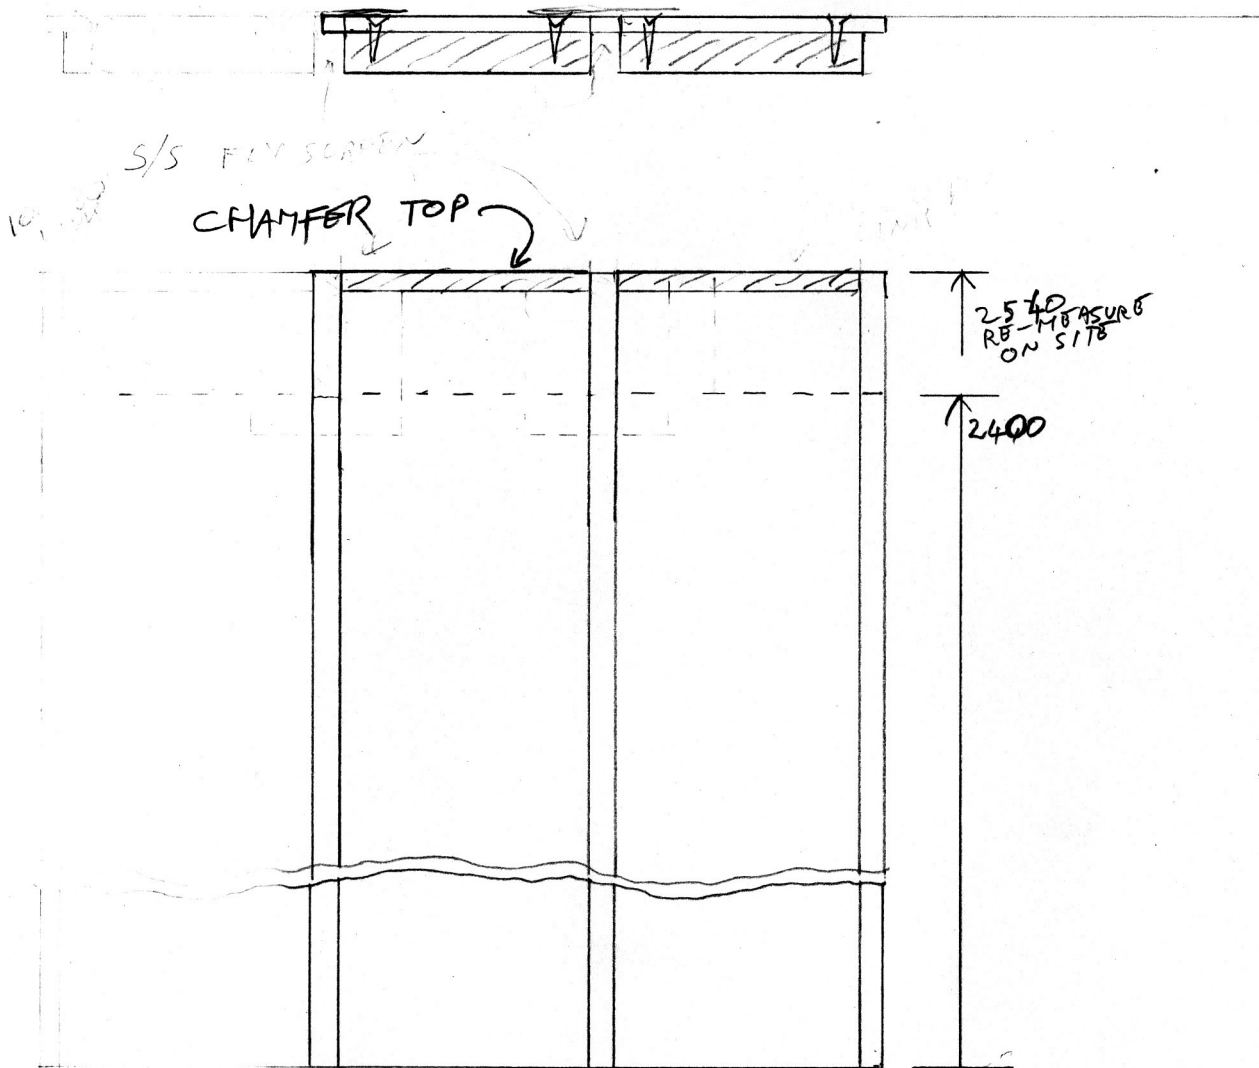 S/S FLY SCREEN
CHAMFER TOP
2540
RE-MEASURE
ON SITE
2400